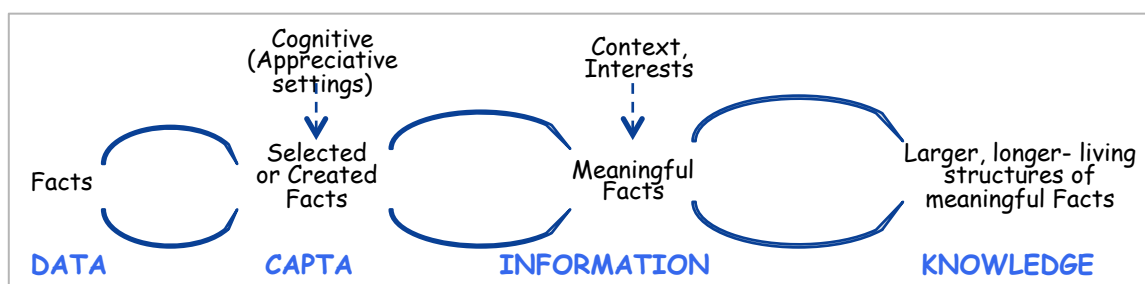 Cognitive
(Appreciative
settings)
Context,
Interests
Facts
Selected
or Created
Facts
Meaningful
Facts
Larger, longer- living
structures of
meaningful Facts
DATA
CAPTA
INFORMATION
KNOWLEDGE